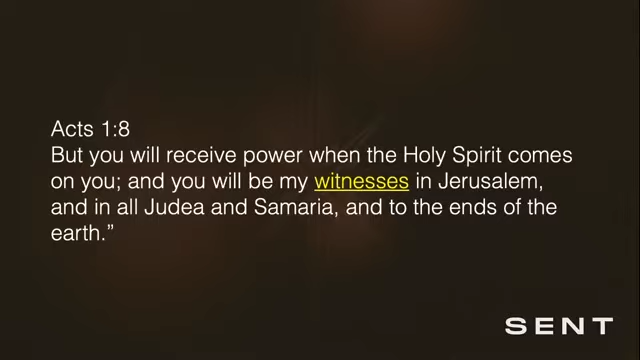 Acts 1:8
But you will receive power when the Holy Spirit comes
on you; and you will be my witnesses in Jerusalem,
and in all Judea and Samaria, and to the ends of the
earth.”
SENT